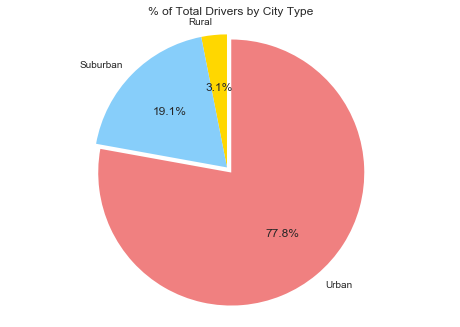 % of Total Drivers by City Type
Rural
Suburban
3.1%
19.1%
77.8%
Urban